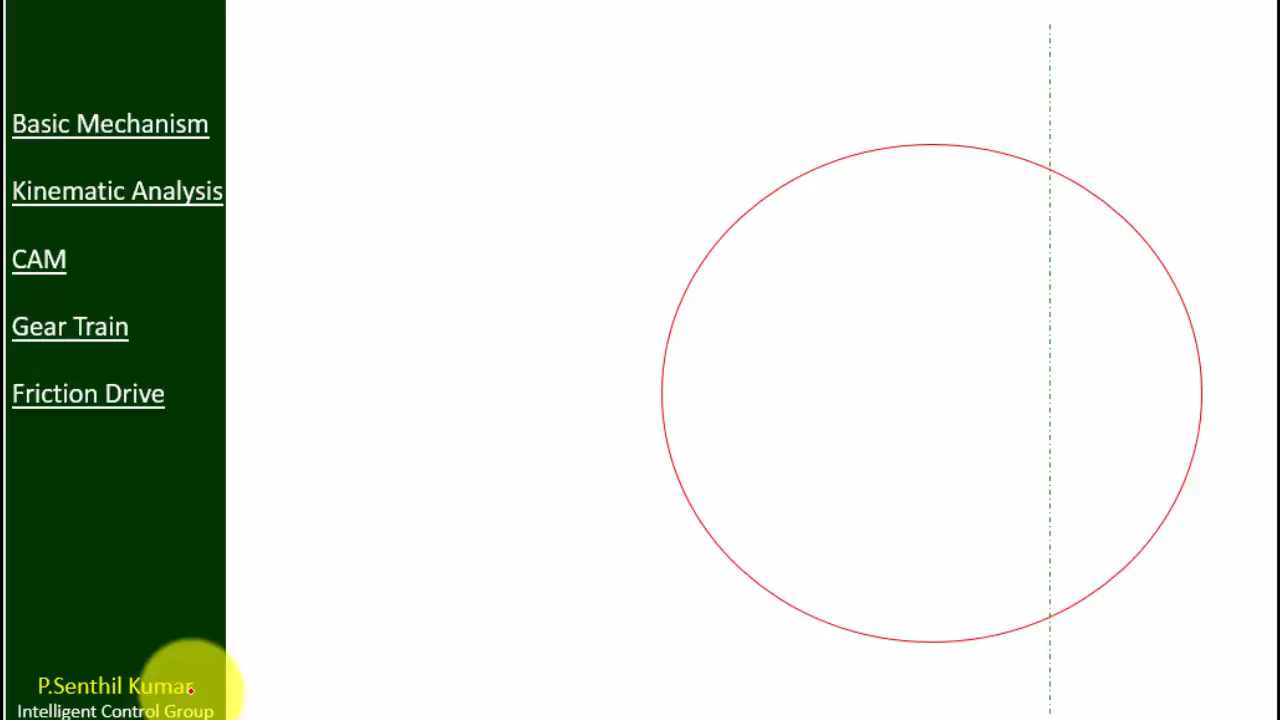 Basic Mechanism
Kinematic Analysis
CAM
Gear Train
Friction Drive
P.Senthil Kumar
Intelligent Control Group